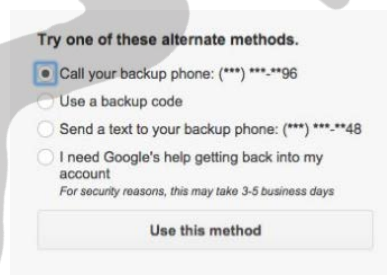 Try one of these alternate methods.
Call your backup phone: (***) ***-**96
Use a backup code
Send a text to your backup phone: (***) ***-**48
I need Google's help getting back into my
account
For security reasons, this may take 3-5 business days
Use this method